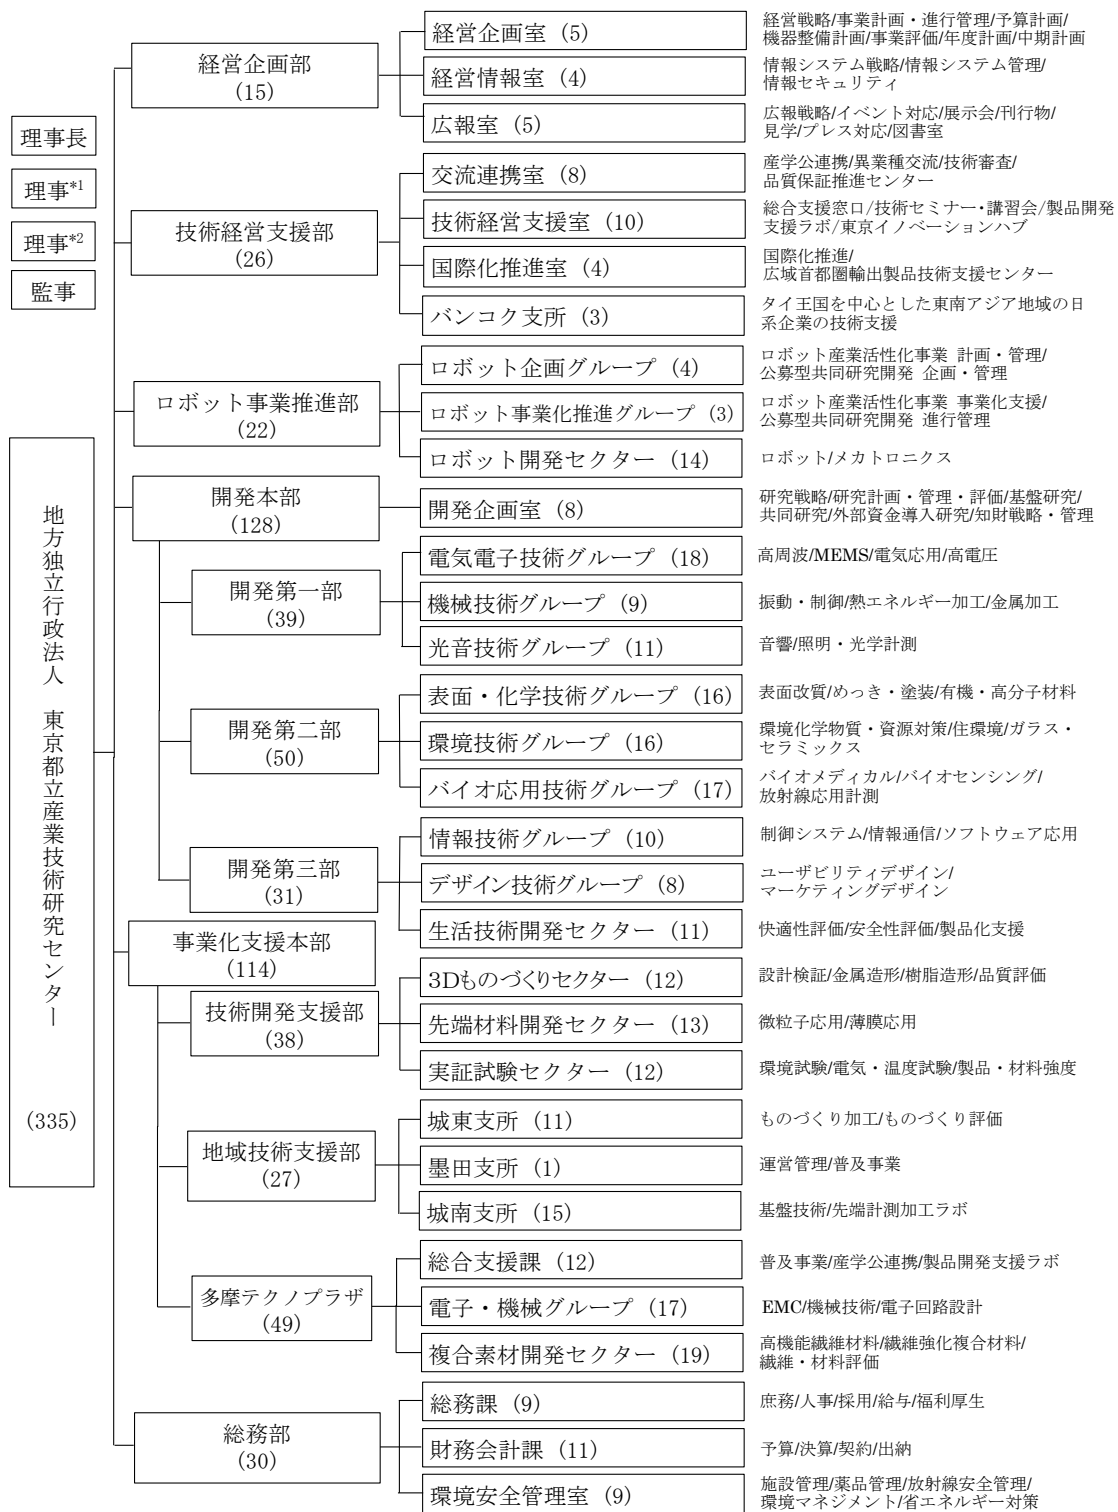 理事長
理事*1
理事*2
監事
地方独立行政法人 東京都立産業技術研究センター
(335)
経営企画部
(15)
経営企画室 (5)
経営戦略/事業計画・進行管理/予算計画/
機器整備計画/事業評価/年度計画/中期計画
経営情報室 (4)
情報システム戦略/情報システム管理/
情報セキュリティ
広報室 (5)
広報戦略/イベント対応/展示会/刊行物/
見学/プレス対応/図書室
技術経営支援部
(26)
交流連携室 (8)
産学公連携/異業種交流/技術審査/
品質保証推進センター
技術経営支援室 (10)
総合支援窓口/技術セミナー・講習会/製品開発
支援ラボ/東京イノベーションハブ
国際化推進室 (4)
国際化推進/
広域首都圏輸出製品技術支援センター
バンコク支所 (3)
タイ王国を中心とした東南アジア地域の日
系企業の技術支援
ロボット事業推進部
(22)
ロボット企画グループ (4)
ロボット産業活性化事業 計画・管理/
公募型共同研究開発 企画・管理
ロボット事業化推進グループ (3)
ロボット産業活性化事業 事業化支援/
公募型共同研究開発 進行管理
ロボット開発セクター (14)
ロボット/メカトロニクス
開発本部
(128)
開発企画室 (8)
研究戦略/研究計画・管理・評価/基盤研究/
共同研究/外部資金導入研究/知財戦略・管理
開発第一部
(39)
電気電子技術グループ (18)
高周波/MEMS/電気応用/高電圧
機械技術グループ (9)
振動・制御/熱エネルギー加工/金属加工
光音技術グループ (11)
音響/照明・光学計測
開発第二部
(50)
表面・化学技術グループ (16)
表面改質/めっき・塗装/有機・高分子材料
環境技術グループ (16)
環境化学物質・資源対策/住環境/ガラス・
セラミックス
バイオ応用技術グループ (17)
バイオメディカル/バイオセンシング/
放射線応用計測
開発第三部
(31)
情報技術グループ (10)
制御システム/情報通信/ソフトウェア応用
デザイン技術グループ (8)
ユーザビリティデザイン/
マーケティングデザイン
生活技術開発セクター (11)
快適性評価/安全性評価/製品化支援
事業化支援本部
(114)
技術開発支援部
(38)
3Dものづくりセクター (12)
設計検証/金属造形/樹脂造形/品質評価
先端材料開発セクター (13)
微粒子応用/薄膜応用
実証試験セクター (12)
環境試験/電気・温度試験/製品・材料強度
地域技術支援部
(27)
城東支所 (11)
ものづくり加工/ものづくり評価
墨田支所 (1)
運営管理/普及事業
城南支所 (15)
基盤技術/先端計測加工ラボ
多摩テクノプラザ
(49)
総合支援課 (12)
普及事業/産学公連携/製品開発支援ラボ
電子・機械グループ (17)
EMC/機械技術/電子回路設計
複合素材開発セクター (19)
高機能繊維材料/繊維強化複合材料/
繊維・材料評価
総務部
(30)
総務課 (9)
庶務/人事/採用/給与/福利厚生
財務会計課 (11)
予算/決算/契約/出納
環境安全管理室 (9)
施設管理/薬品管理/放射線安全管理/
環境マネジメント/省エネルギー対策